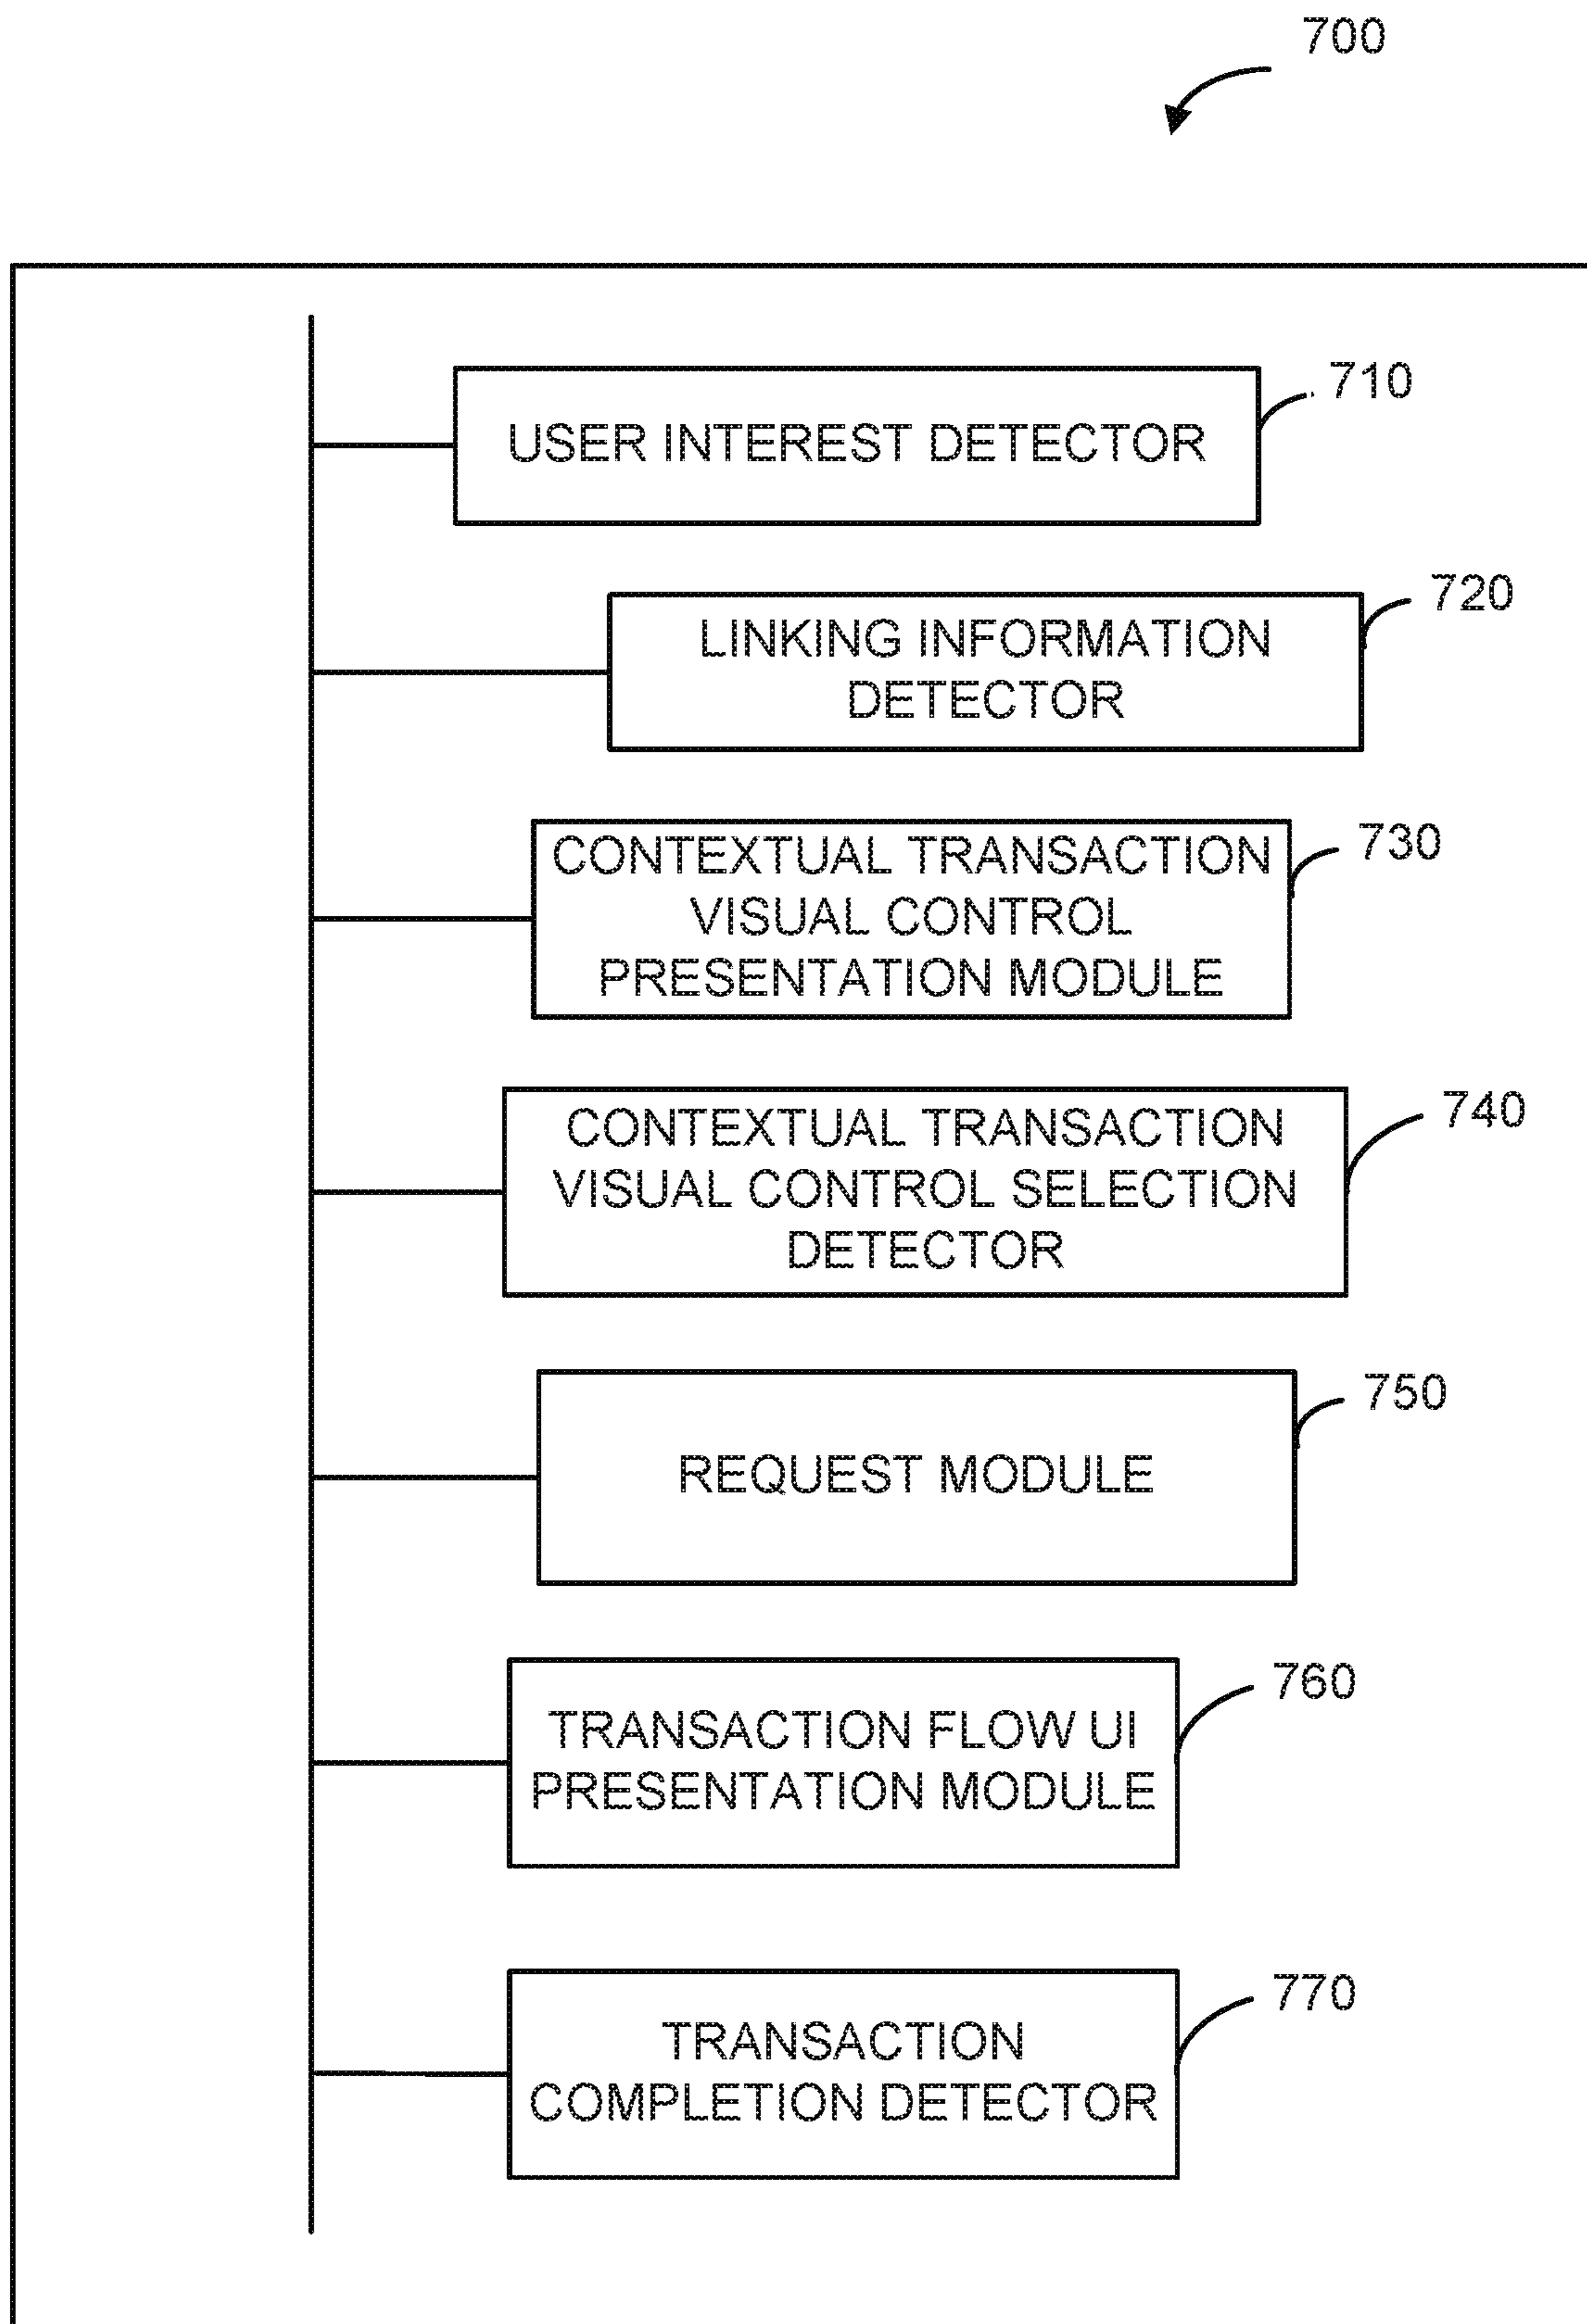 700
710
USER INTEREST DETECTOR
720
LINKING INFORMATION
DETECTOR
730
CONTEXTUAL TRANSACTION
VISUAL CONTROL
PRESENTATION MODULE
740
CONTEXTUAL TRANSACTION
VISUAL CONTROL SELECTION
DETECTOR
750
REQUEST MODULE
760
TRANSACTION FLOW UI
PRESENTATION MODULE
770
TRANSACTION
COMPLETION DETECTOR